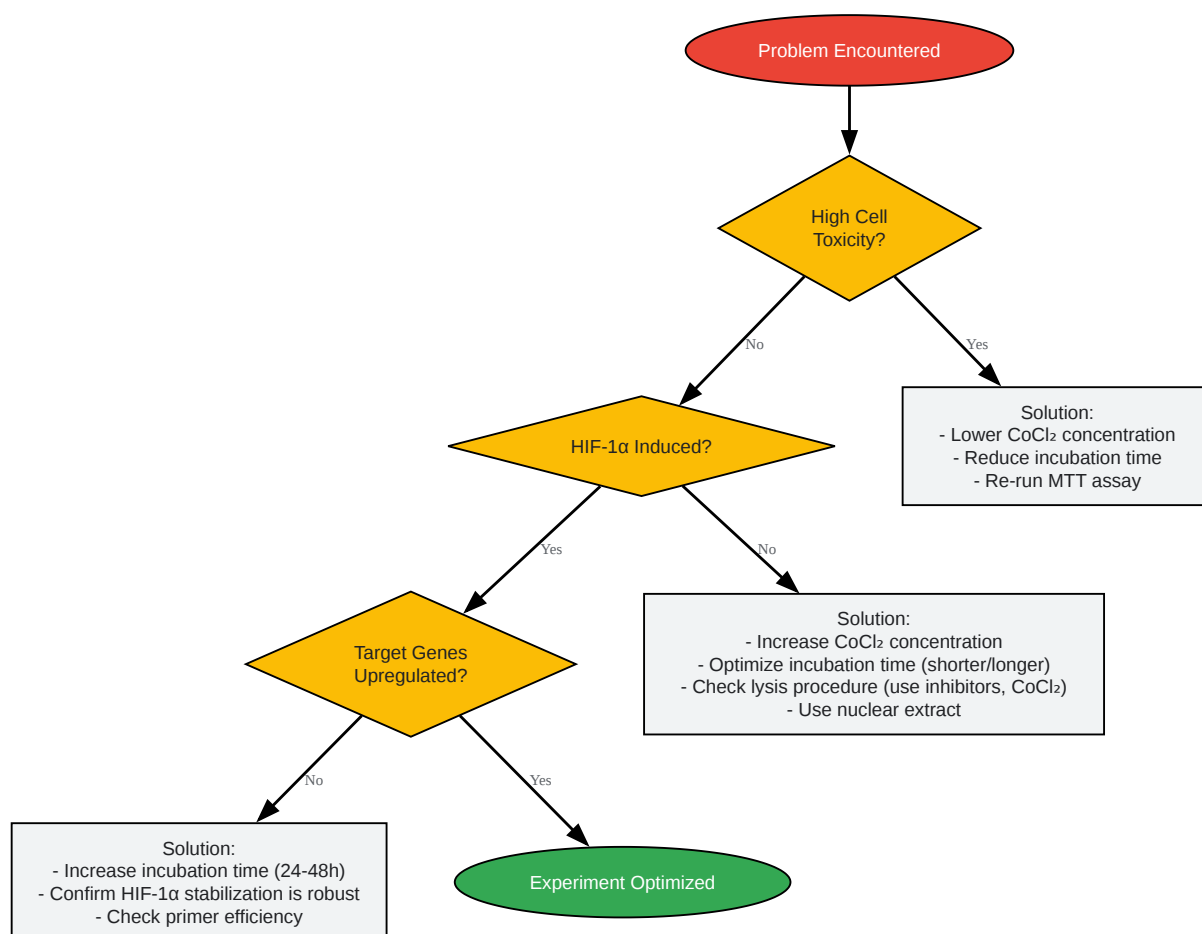 Problem Encountered
High Cell
Toxicity?
No
Yes
Solution:
- Lower CoCl₂ concentration
- Reduce incubation time
- Re-run MTT assay
HIF-1α Induced?
Yes
No
Solution:
- Increase CoCl₂ concentration
- Optimize incubation time (shorter/longer)
- Check lysis procedure (use inhibitors, CoCl₂)
- Use nuclear extract
Target Genes
Upregulated?
No
Yes
Solution:
- Increase incubation time (24-48h)
- Confirm HIF-1α stabilization is robust
- Check primer efficiency
Experiment Optimized